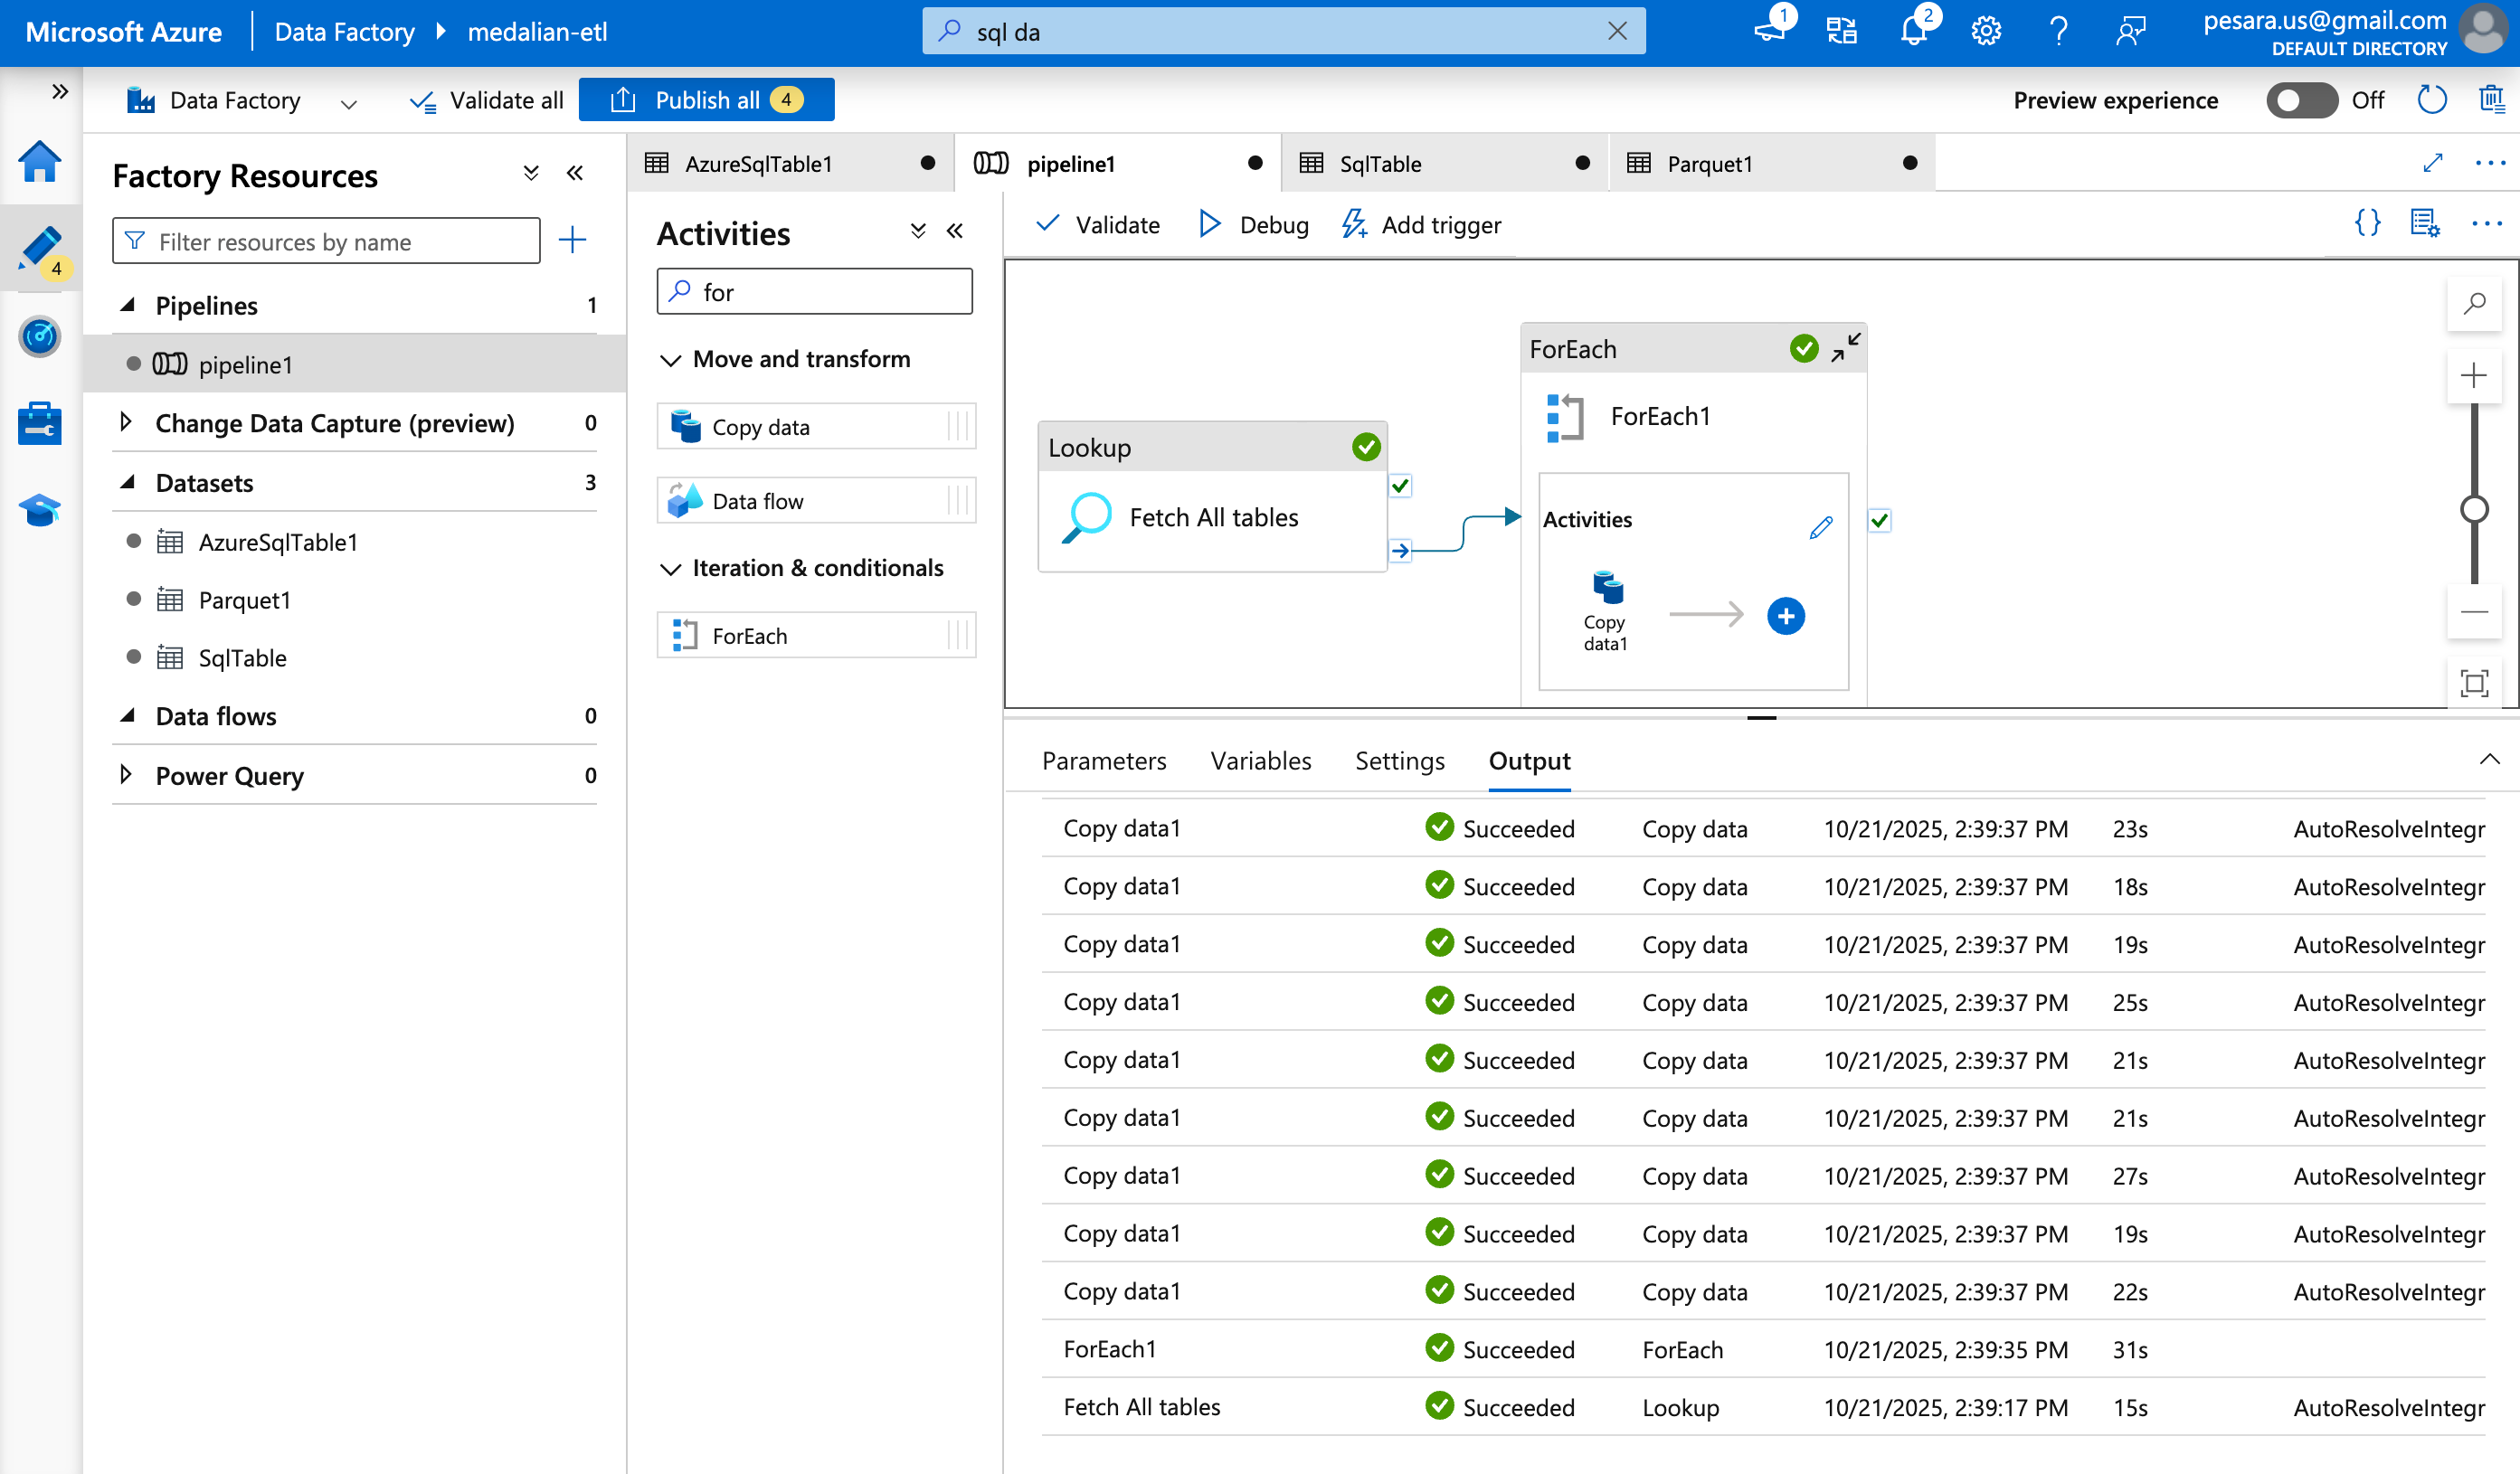 Microsoft Azure
Data Factory
medalian-etl
sql da
1
2
pesara.us@gmail.com
DEFAULT DIRECTORY
Data Factory
Validate all
Publish all 4
Preview experience
Off
4
Factory Resources
Filter resources by name
Pipelines 1
pipeline1
Change Data Capture (preview) 0
Datasets 3
AzureSqlTable1
Parquet1
SqlTable
Data flows 0
Power Query 0
AzureSqlTable1
pipeline1
SqlTable
Parquet1
Activities
for
Move and transform
Copy data
Data flow
Iteration & conditionals
ForEach
Validate
Debug
Add trigger
{}
Lookup
Fetch All tables
ForEach
ForEach1
Activities
Copy
data1
Parameters
Variables
Settings
Output
Copy data1 Succeeded Copy data 10/21/2025, 2:39:37 PM 23s AutoResolveIntegr
Copy data1 Succeeded Copy data 10/21/2025, 2:39:37 PM 18s AutoResolveIntegr
Copy data1 Succeeded Copy data 10/21/2025, 2:39:37 PM 19s AutoResolveIntegr
Copy data1 Succeeded Copy data 10/21/2025, 2:39:37 PM 25s AutoResolveIntegr
Copy data1 Succeeded Copy data 10/21/2025, 2:39:37 PM 21s AutoResolveIntegr
Copy data1 Succeeded Copy data 10/21/2025, 2:39:37 PM 21s AutoResolveIntegr
Copy data1 Succeeded Copy data 10/21/2025, 2:39:37 PM 27s AutoResolveIntegr
Copy data1 Succeeded Copy data 10/21/2025, 2:39:37 PM 19s AutoResolveIntegr
Copy data1 Succeeded Copy data 10/21/2025, 2:39:37 PM 22s AutoResolveIntegr
ForEach1 Succeeded ForEach 10/21/2025, 2:39:35 PM 31s
Fetch All tables Succeeded Lookup 10/21/2025, 2:39:17 PM 15s AutoResolveIntegr